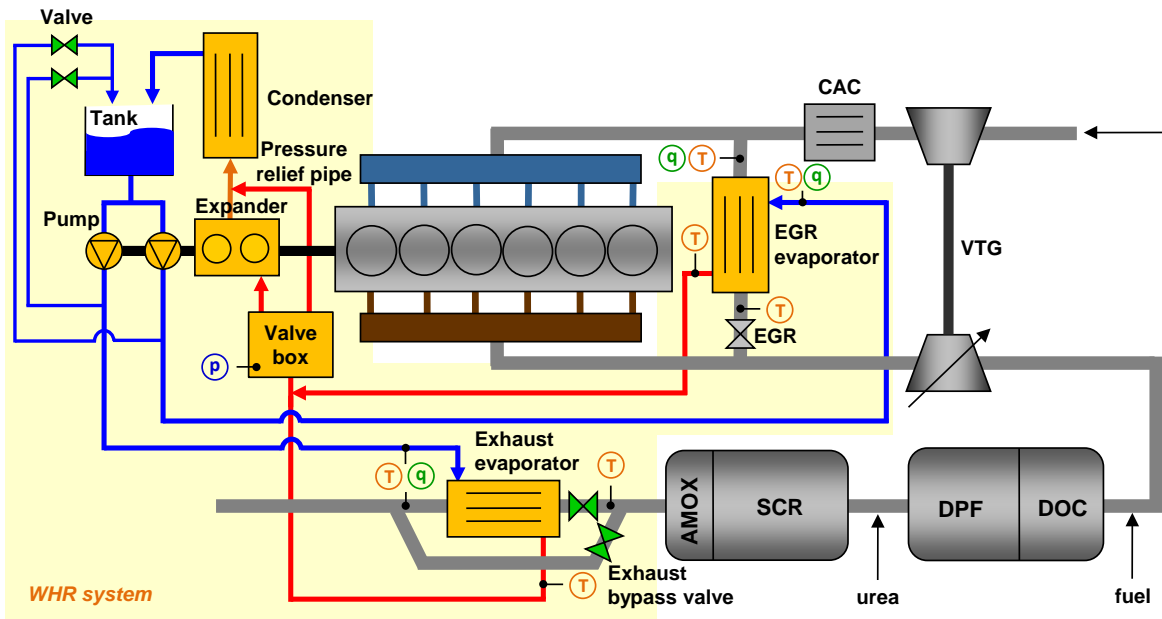 Valve
Tank
Condenser
Pressure
relief pipe
Pump
Expander
Valve
box
p
CAC
q
T
T
q
T
EGR
evaporator
T
EGR
VTG
Exhaust
evaporator
T
q
T
T
Exhaust
bypass valve
AMOX
SCR
DPF
DOC
urea
fuel
WHR system